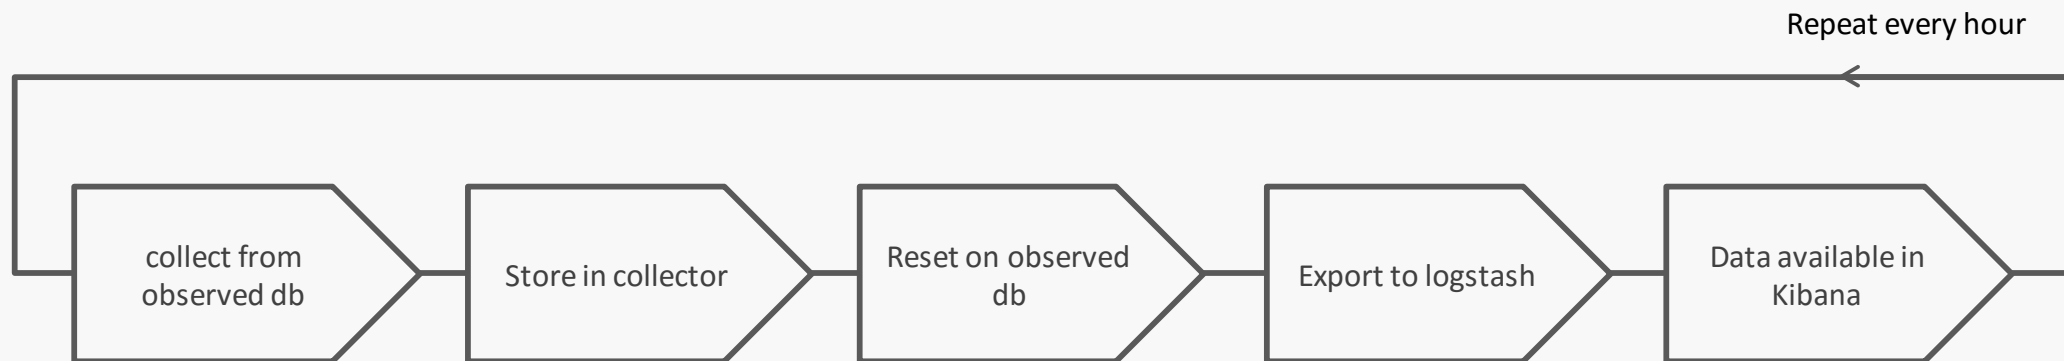 Repeat every hour
collect from
observed db
Store in collector
Reset on observed
db
Export to logstash
Data available in
Kibana